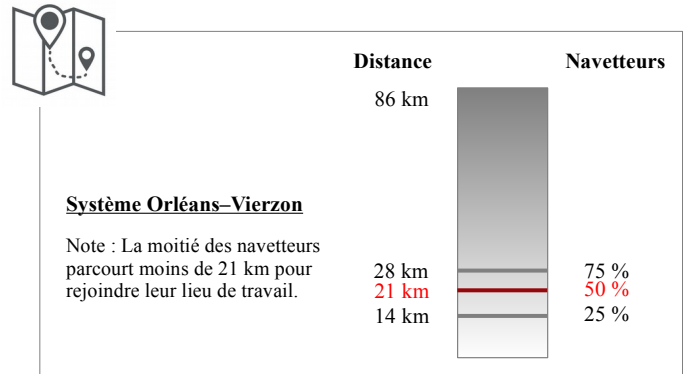 Distance Navetteurs
86 km
Système Orléans–Vierzon
Note : La moitié des navetteurs
parcourt moins de 21 km pour
rejoindre leur lieu de travail.
28 km 75 %
21 km 50 %
14 km 25 %